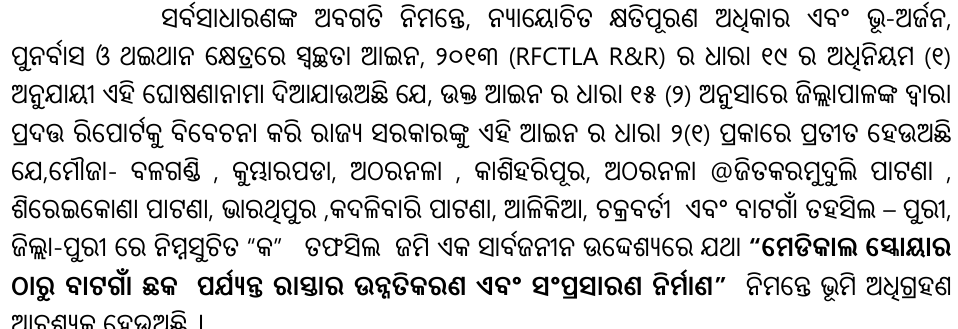 ସର୍ବସାଧାରଣଙ୍କ ଅବଗତି ନିମନ୍ତେ, ନ୍ୟାୟୋଚିତ କ୍ଷତିପୂରଣ ଅଧିକାର ଏବଂ ଭୂ-ଅର୍ଜନ,
ପୁନର୍ବାସ ଓ ଥଇଥାନ କ୍ଷେତ୍ରରେ ସ୍ୱଚ୍ଛତା ଆଇନ, ୨୦୧୩ (RFCTLA R&R) ର ଧାରା ୧୯ ର ଅଧିନିୟମ (୧)
ଅନୁଯାୟୀ ଏହି ଘୋଷଣାନାମା ଦିଆଯାଉଅଛି ଯେ, ଉକ୍ତ ଆଇନ ର ଧାରା ୧୫ (୨) ଅନୁସାରେ ଜିଲ୍ଲାପାଳଙ୍କ ଦ୍ୱାରା
ପ୍ରଦତ୍ତ ରିପୋର୍ଟକୁ ବିବେଚନା କରି ରାଜ୍ୟ ସରକାରଙ୍କୁ ଏହି ଆଇନ ର ଧାରା ୨(୧) ପ୍ରକାରେ ପ୍ରତୀତ ହେଉଅଛି
ଯେ,ମୌଜା- ବଳଗଣ୍ଡି , କୁମ୍ଭାରପଡା, ଅଠରନଳା , କାଶିହରିପୂର, ଅଠରନଳା @ଜିତକରମୁଦୁଲି ପାଟଣା ,
ଶିରେଇକୋଣା ପାଟଣା, ଭାରଥିପୁର ,କଦଳିବାରି ପାଟଣା, ଆଳିକିଆ, ଚକ୍ରବର୍ତୀ ଏବଂ ବାଟଗାଁ ତହସିଲ – ପୁରୀ,
ଜିଲ୍ଲା-ପୁରୀ ରେ ନିମ୍ନସୁଚିତ “କ” ତଫସିଲ ଜମି ଏକ ସାର୍ବଜନୀନ ଉଦ୍ଦେଶ୍ୟରେ ଯଥା “ମେଡିକାଲ ସ୍କୋୟାର
ଠାରୁ ବାଟଗାଁ ଛକ ପର୍ଯ୍ୟନ୍ତ ରାସ୍ତାର ଉନ୍ନତିକରଣ ଏବଂ ସଂପ୍ରସାରଣ ନିର୍ମାଣ” ନିମନ୍ତେ ଭୂମି ଅଧିଗ୍ରହଣ
ଆବଶ୍ୟକ ହେଉଅଛି ।